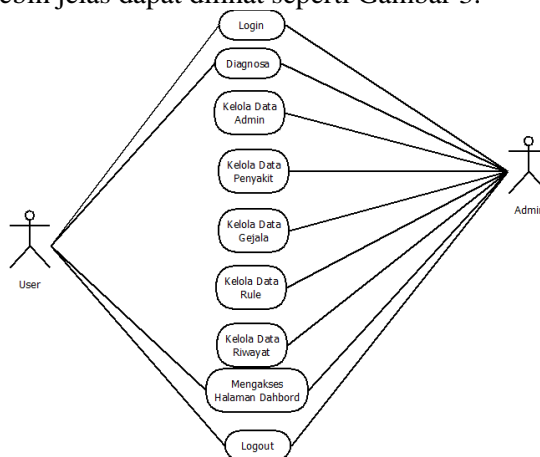 lebih jelas dapat dilihat seperti Gambar 3.
Login
Diagnosa
Kelola Data
Admin
Kelola Data
Penyakit
Kelola Data
Gejala
Kelola Data
Rule
Kelola Data
Riwayat
Mengakses
Halaman Dahbord
Logout
User
Admin